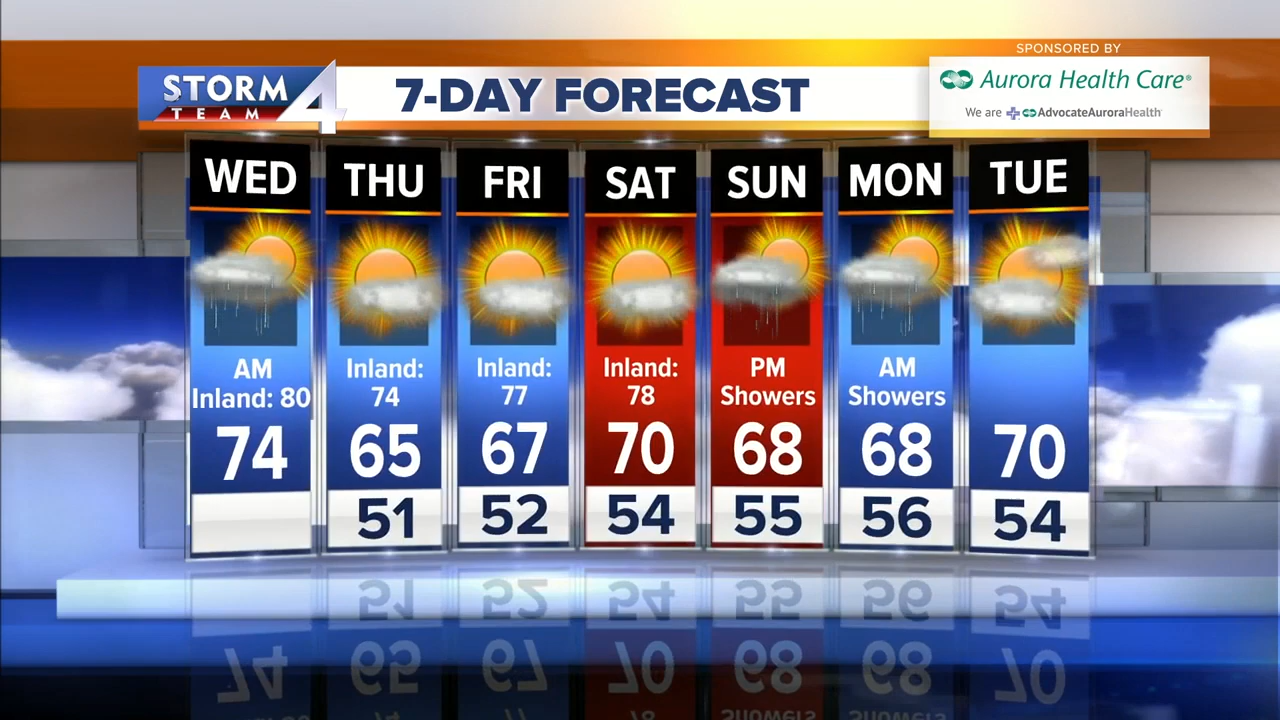 SPONSORED BY
STORM
TEAM 4
7-DAY FORECAST
Aurora Health Care®
We are AdvocateAuroraHealth
WED
AM
Inland: 80
74
THU
Inland:
74
65
51
FRI
Inland:
77
67
52
SAT
Inland:
78
70
54
SUN
PM
Showers
68
55
MON
AM
Showers
68
56
TUE
70
54